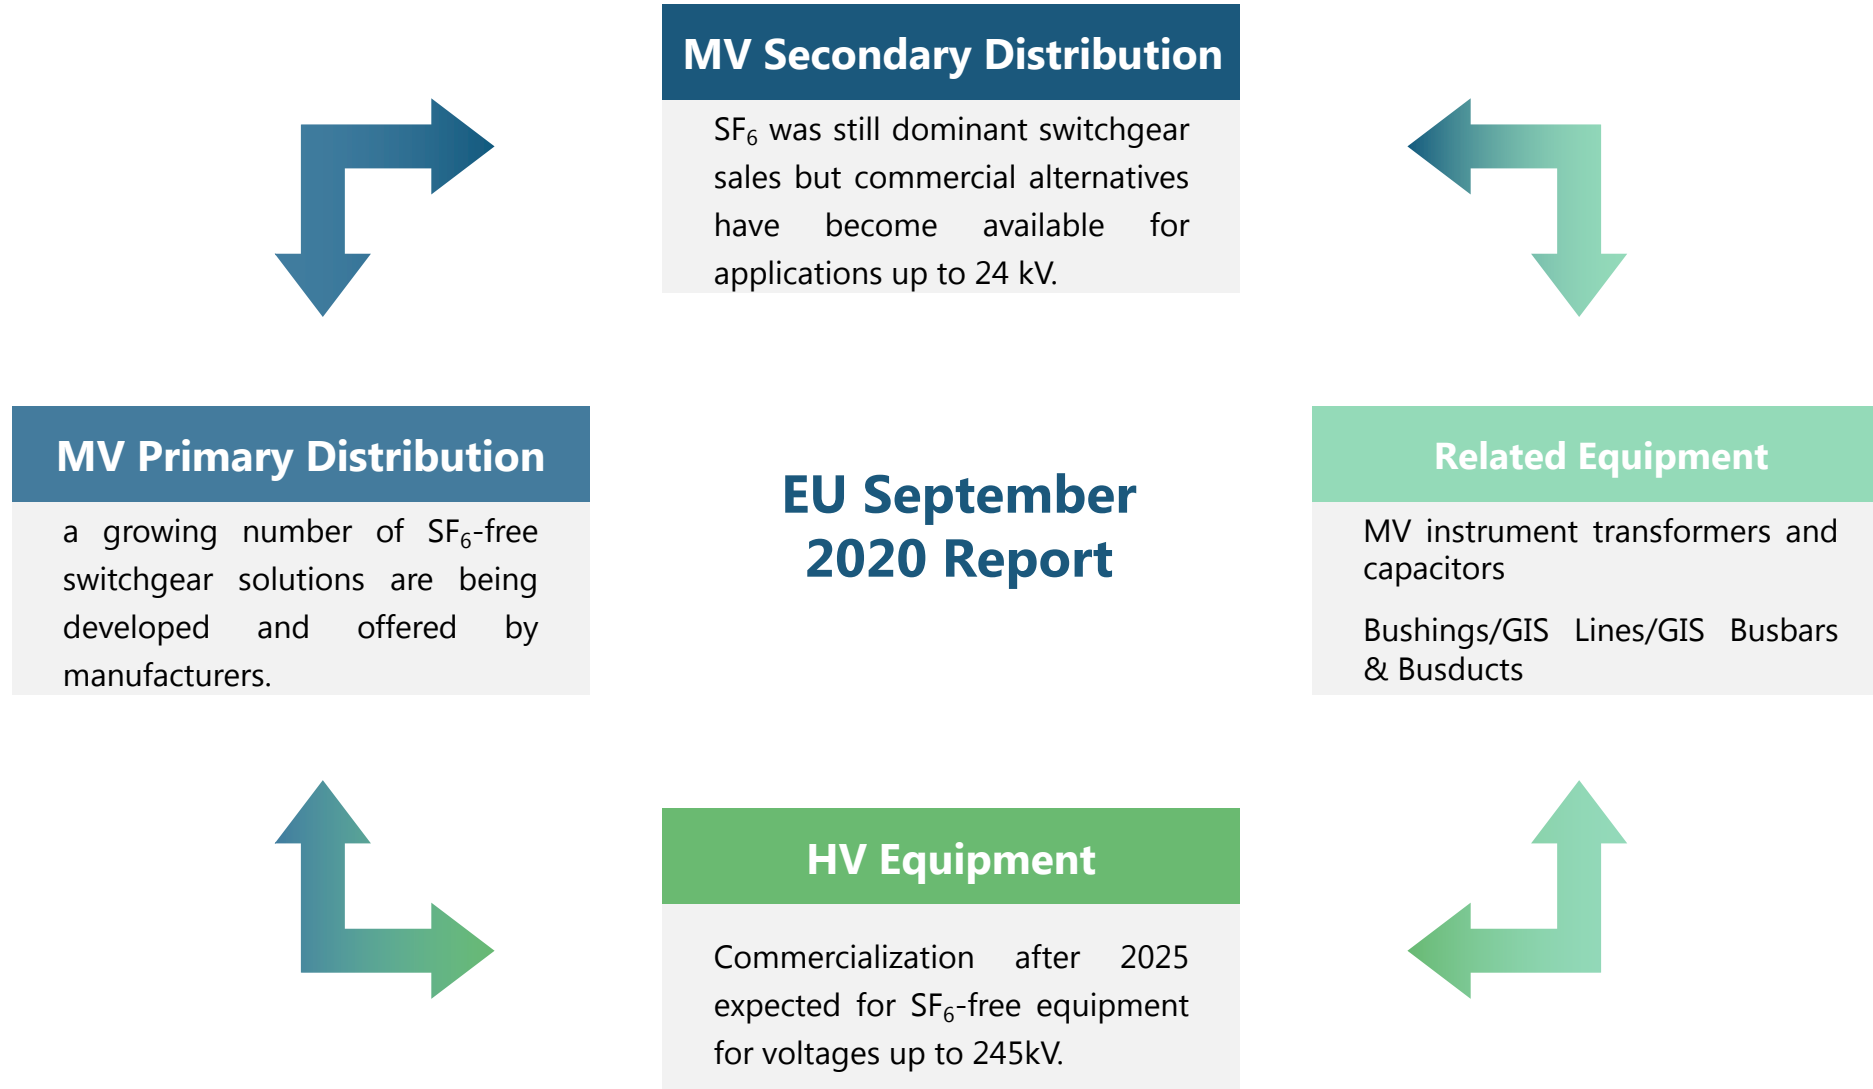 MV Secondary Distribution
SF₆ was still dominant switchgear
sales but commercial alternatives
have become available for
applications up to 24 kV.
MV Primary Distribution
a growing number of SF₆-free
switchgear solutions are being
developed and offered by
manufacturers.
EU September
2020 Report
Related Equipment
MV instrument transformers and
capacitors
Bushings/GIS Lines/GIS Busbars
& Busducts
HV Equipment
Commercialization after 2025
expected for SF₆-free equipment
for voltages up to 245kV.